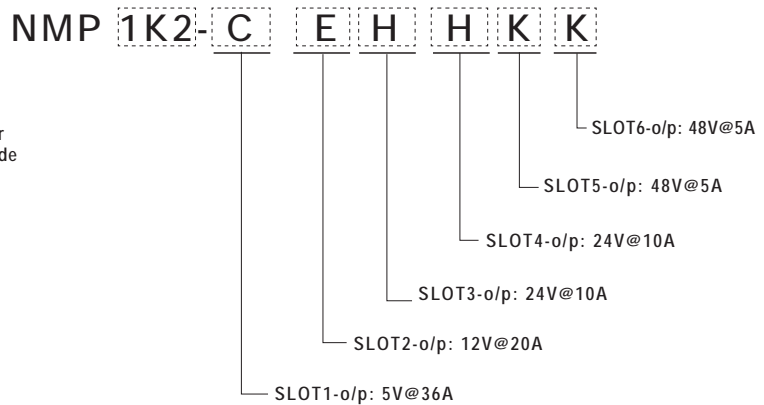 NMP 1K2-C E H H K K
r
de
SLOT6-o/p: 48V@5A
SLOT5-o/p: 48V@5A
SLOT4-o/p: 24V@10A
SLOT3-o/p: 24V@10A
SLOT2-o/p: 12V@20A
SLOT1-o/p: 5V@36A